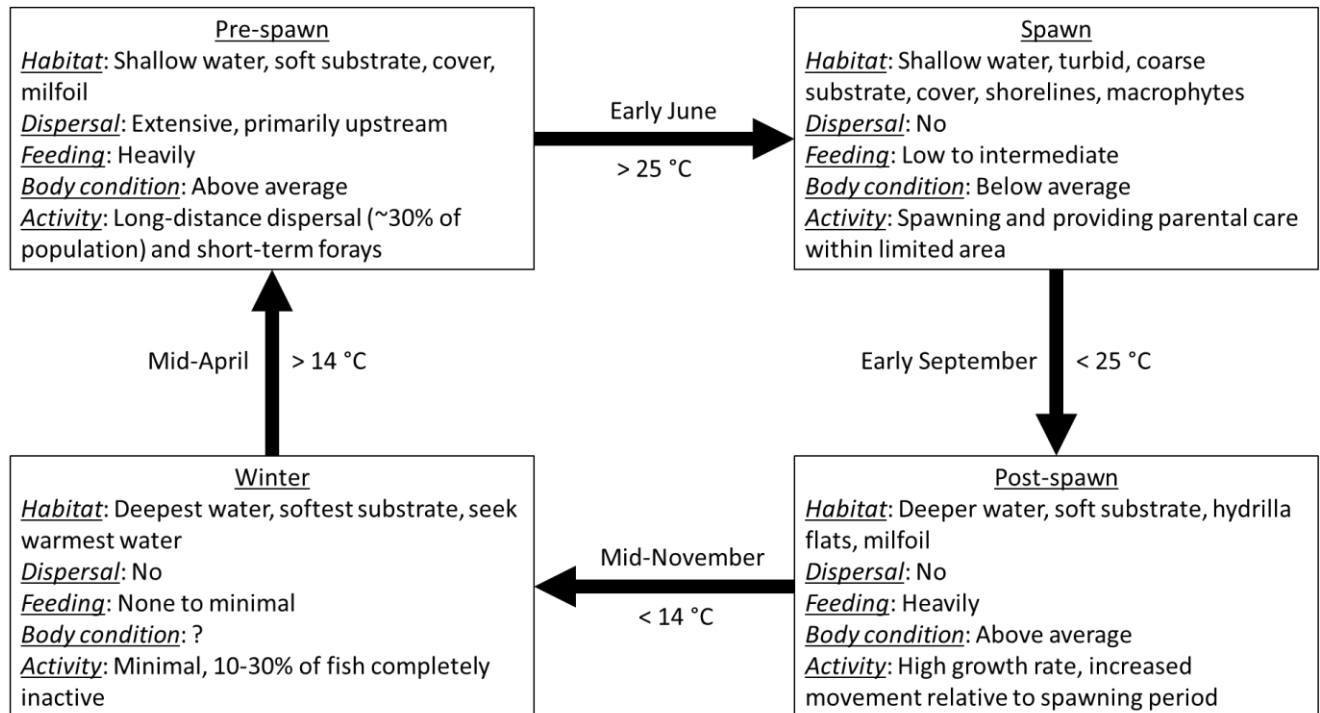 Pre-spawn
Habitat: Shallow water, soft substrate, cover,
milfoil
Dispersal: Extensive, primarily upstream
Feeding: Heavily
Body condition: Above average
Activity: Long-distance dispersal (~30% of
population) and short-term forays
Early June
> 25 °C
Spawn
Habitat: Shallow water, turbid, coarse
substrate, cover, shorelines, macrophytes
Dispersal: No
Feeding: Low to intermediate
Body condition: Below average
Activity: Spawning and providing parental care
within limited area
Mid-April
> 14 °C
Early September
< 25 °C
Winter
Habitat: Deepest water, softest substrate, seek
warmest water
Dispersal: No
Feeding: None to minimal
Body condition: ?
Activity: Minimal, 10-30% of fish completely
inactive
Mid-November
< 14 °C
Post-spawn
Habitat: Deeper water, soft substrate, hydrilla
flats, milfoil
Dispersal: No
Feeding: Heavily
Body condition: Above average
Activity: High growth rate, increased
movement relative to spawning period